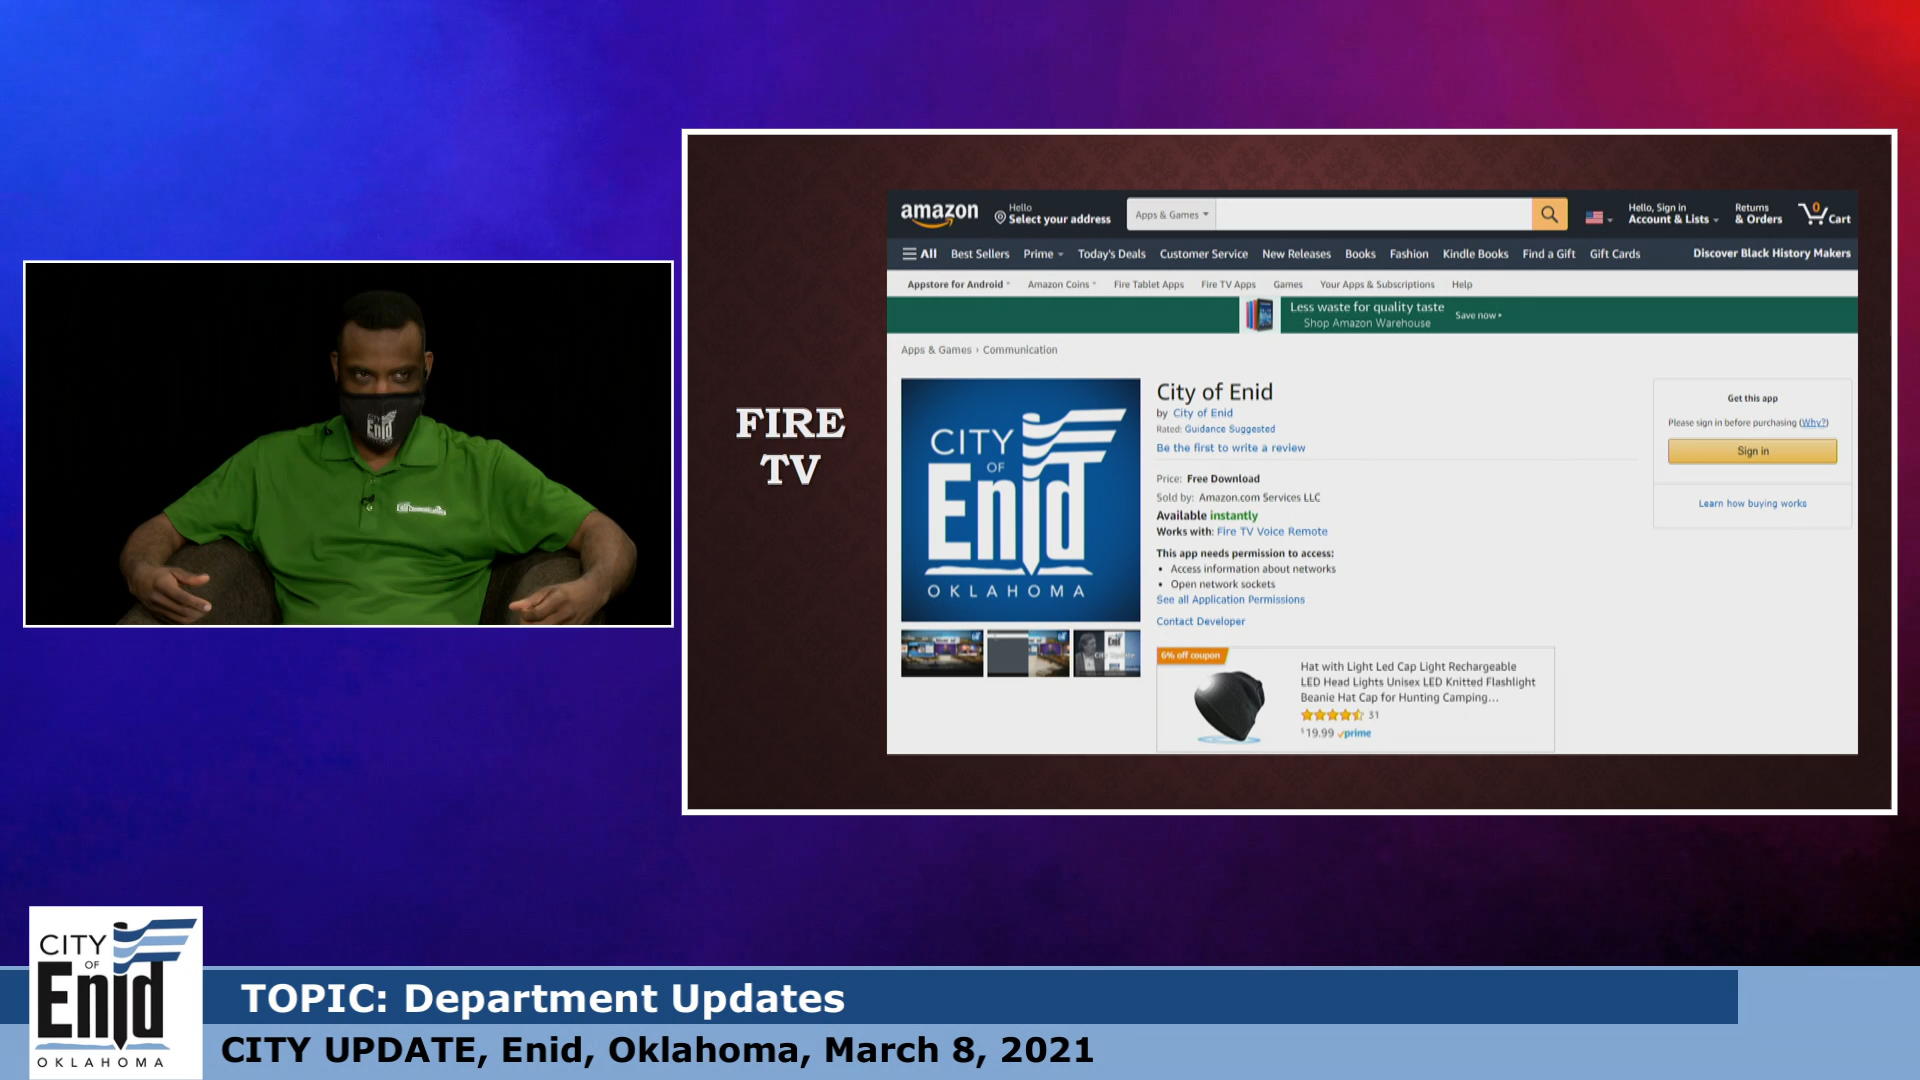 CITY
OF
Enid
FIRE
TV
amazon
Hello
Select your address
Apps & Games
Hello, Sign in
Account & Lists
Returns
& Orders
0
Cart
All
Best Sellers
Prime
Today's Deals
Customer Service
New Releases
Books
Fashion
Kindle Books
Find a Gift
Gift Cards
Discover Black History Makers
Appstore for Android
Amazon Coins
Fire Tablet Apps
Fire TV Apps
Games
Your Apps & Subscriptions
Help
Less waste for quality taste
Shop Amazon Warehouse
Save now
Apps & Games › Communication
CITY
OF
Enid
OKLAHOMA
City of Enid
by City of Enid
Rated: Guidance Suggested
Be the first to write a review
Price: Free Download
Sold by: Amazon.com Services LLC
Available instantly
Works with: Fire TV Voice Remote
This app needs permission to access:
• Access information about networks
• Open network sockets
See all Application Permissions
Contact Developer
6% off coupon
Hat with Light Led Cap Light Rechargeable
LED Head Lights Unisex LED Knitted Flashlight
Beanie Hat Cap for Hunting Camping...
31
$19.99 prime
Get this app
Please sign in before purchasing (Why?)
Sign in
Learn how buying works
CITY
OF
Enid
OKLAHOMA
TOPIC: Department Updates
CITY UPDATE, Enid, Oklahoma, March 8, 2021